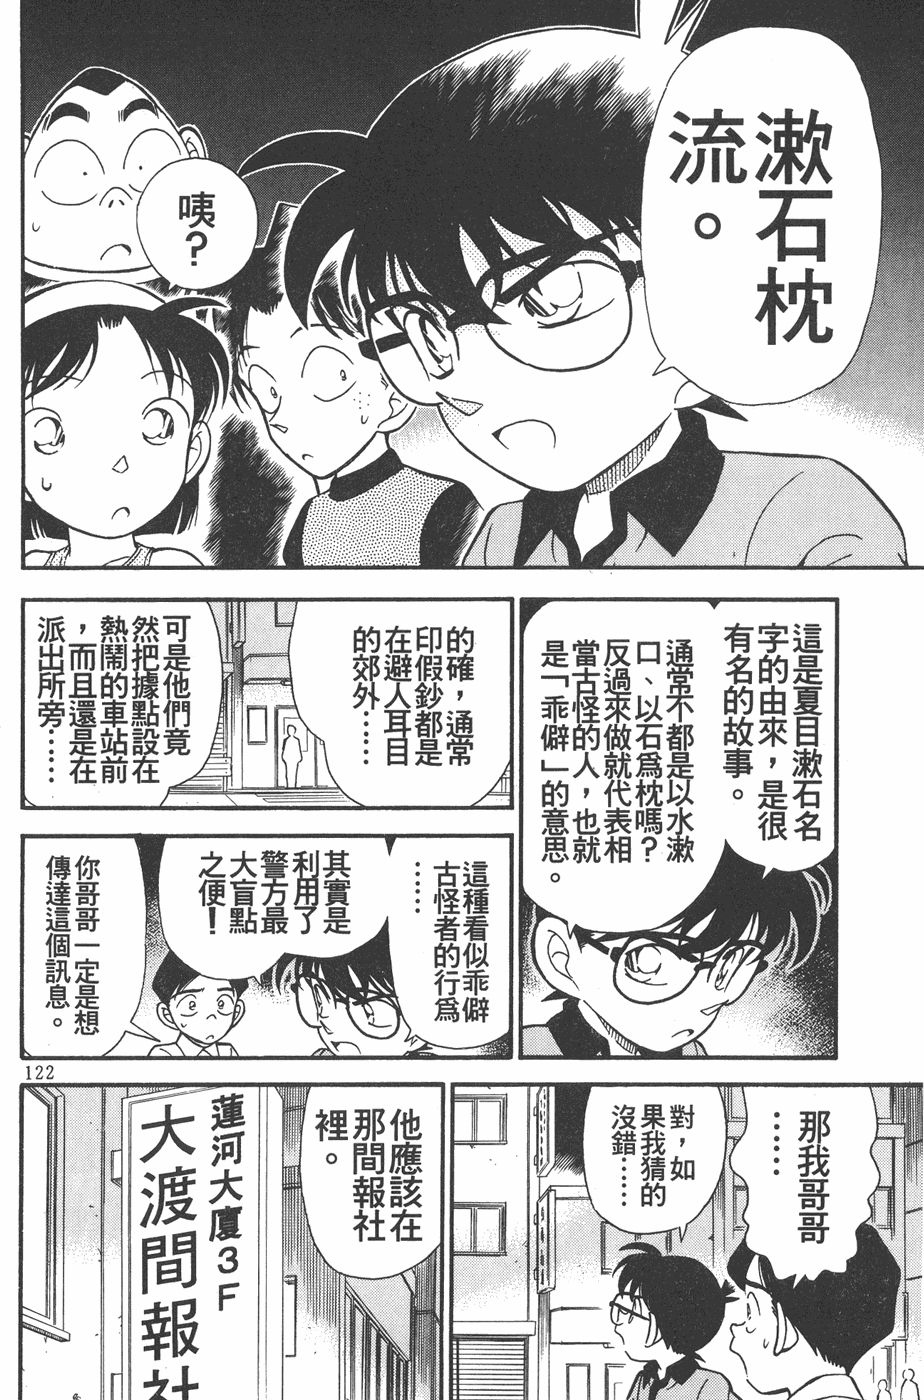 漱石枕
流。
咦？
這是夏目漱石名
字的由來，是很
有名的故事。
通常不都是以水漱
口、以石爲枕嗎？
反過來做就代表相
當古怪的人，也就
是「乖僻」的意思。
的確，通常
印假鈔都是
在避人耳目
的郊外……
可是他們竟
然把據點設在
熱鬧的車站前
，而且還是在
派出所旁……
這種看似乖僻
古怪者的行爲
……
其實是
利用了
警方最
大盲點
之便！
你哥哥一定是想
傳達這個訊息。
122
那我哥哥
……
對，如
果我猜的
沒錯……
他應該在
那間報社
裡。
蓮河大廈3F
大渡間報社